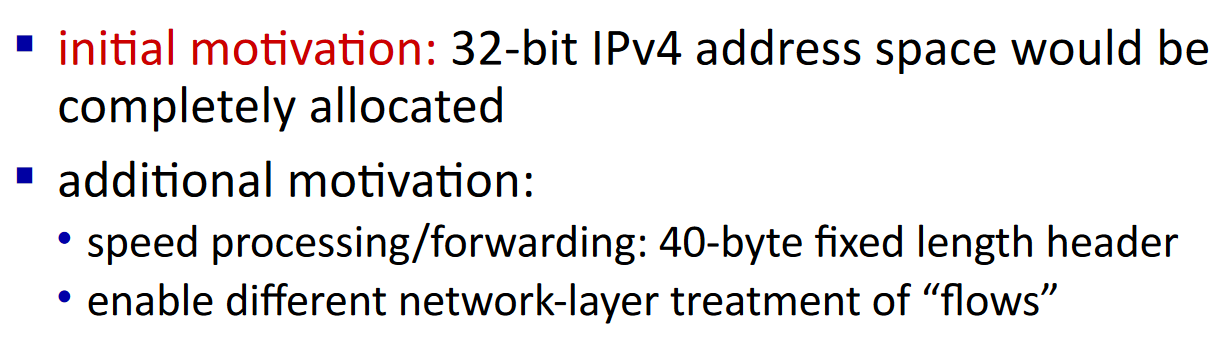 ▪ initial motivation: 32-bit IPv4 address space would be
completely allocated
▪ additional motivation:
• speed processing/forwarding: 40-byte fixed length header
• enable different network-layer treatment of “flows”